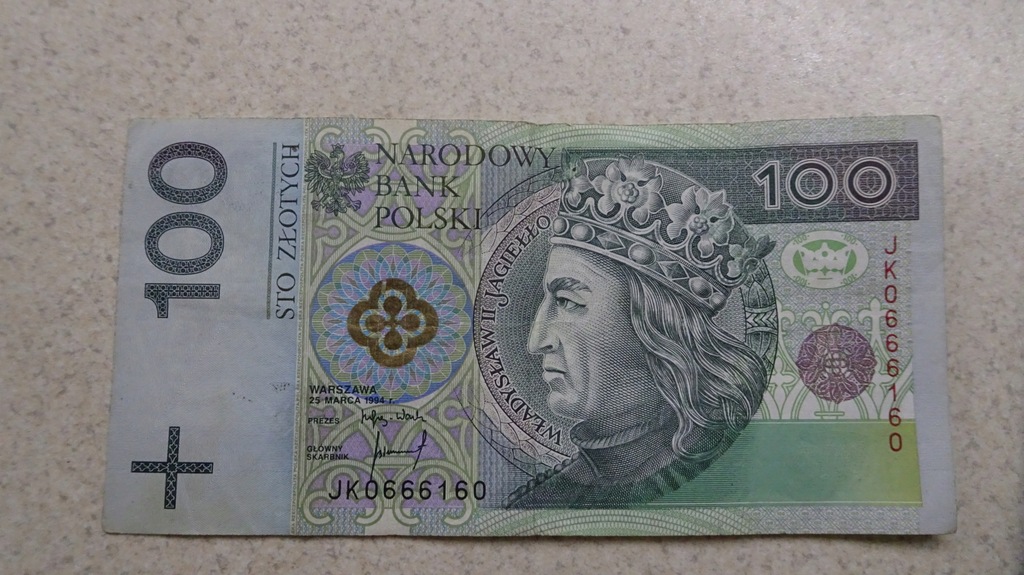 100
STO ZŁOTYCH
NARODOWY
BANK
POLSKI
WŁADYSŁAW II JAGIEŁŁO
100
JK0666160
WARSZAWA
25 MARCA 1994 r.
PREZES
GŁÓWNY
SKARBNIK
JK0666160